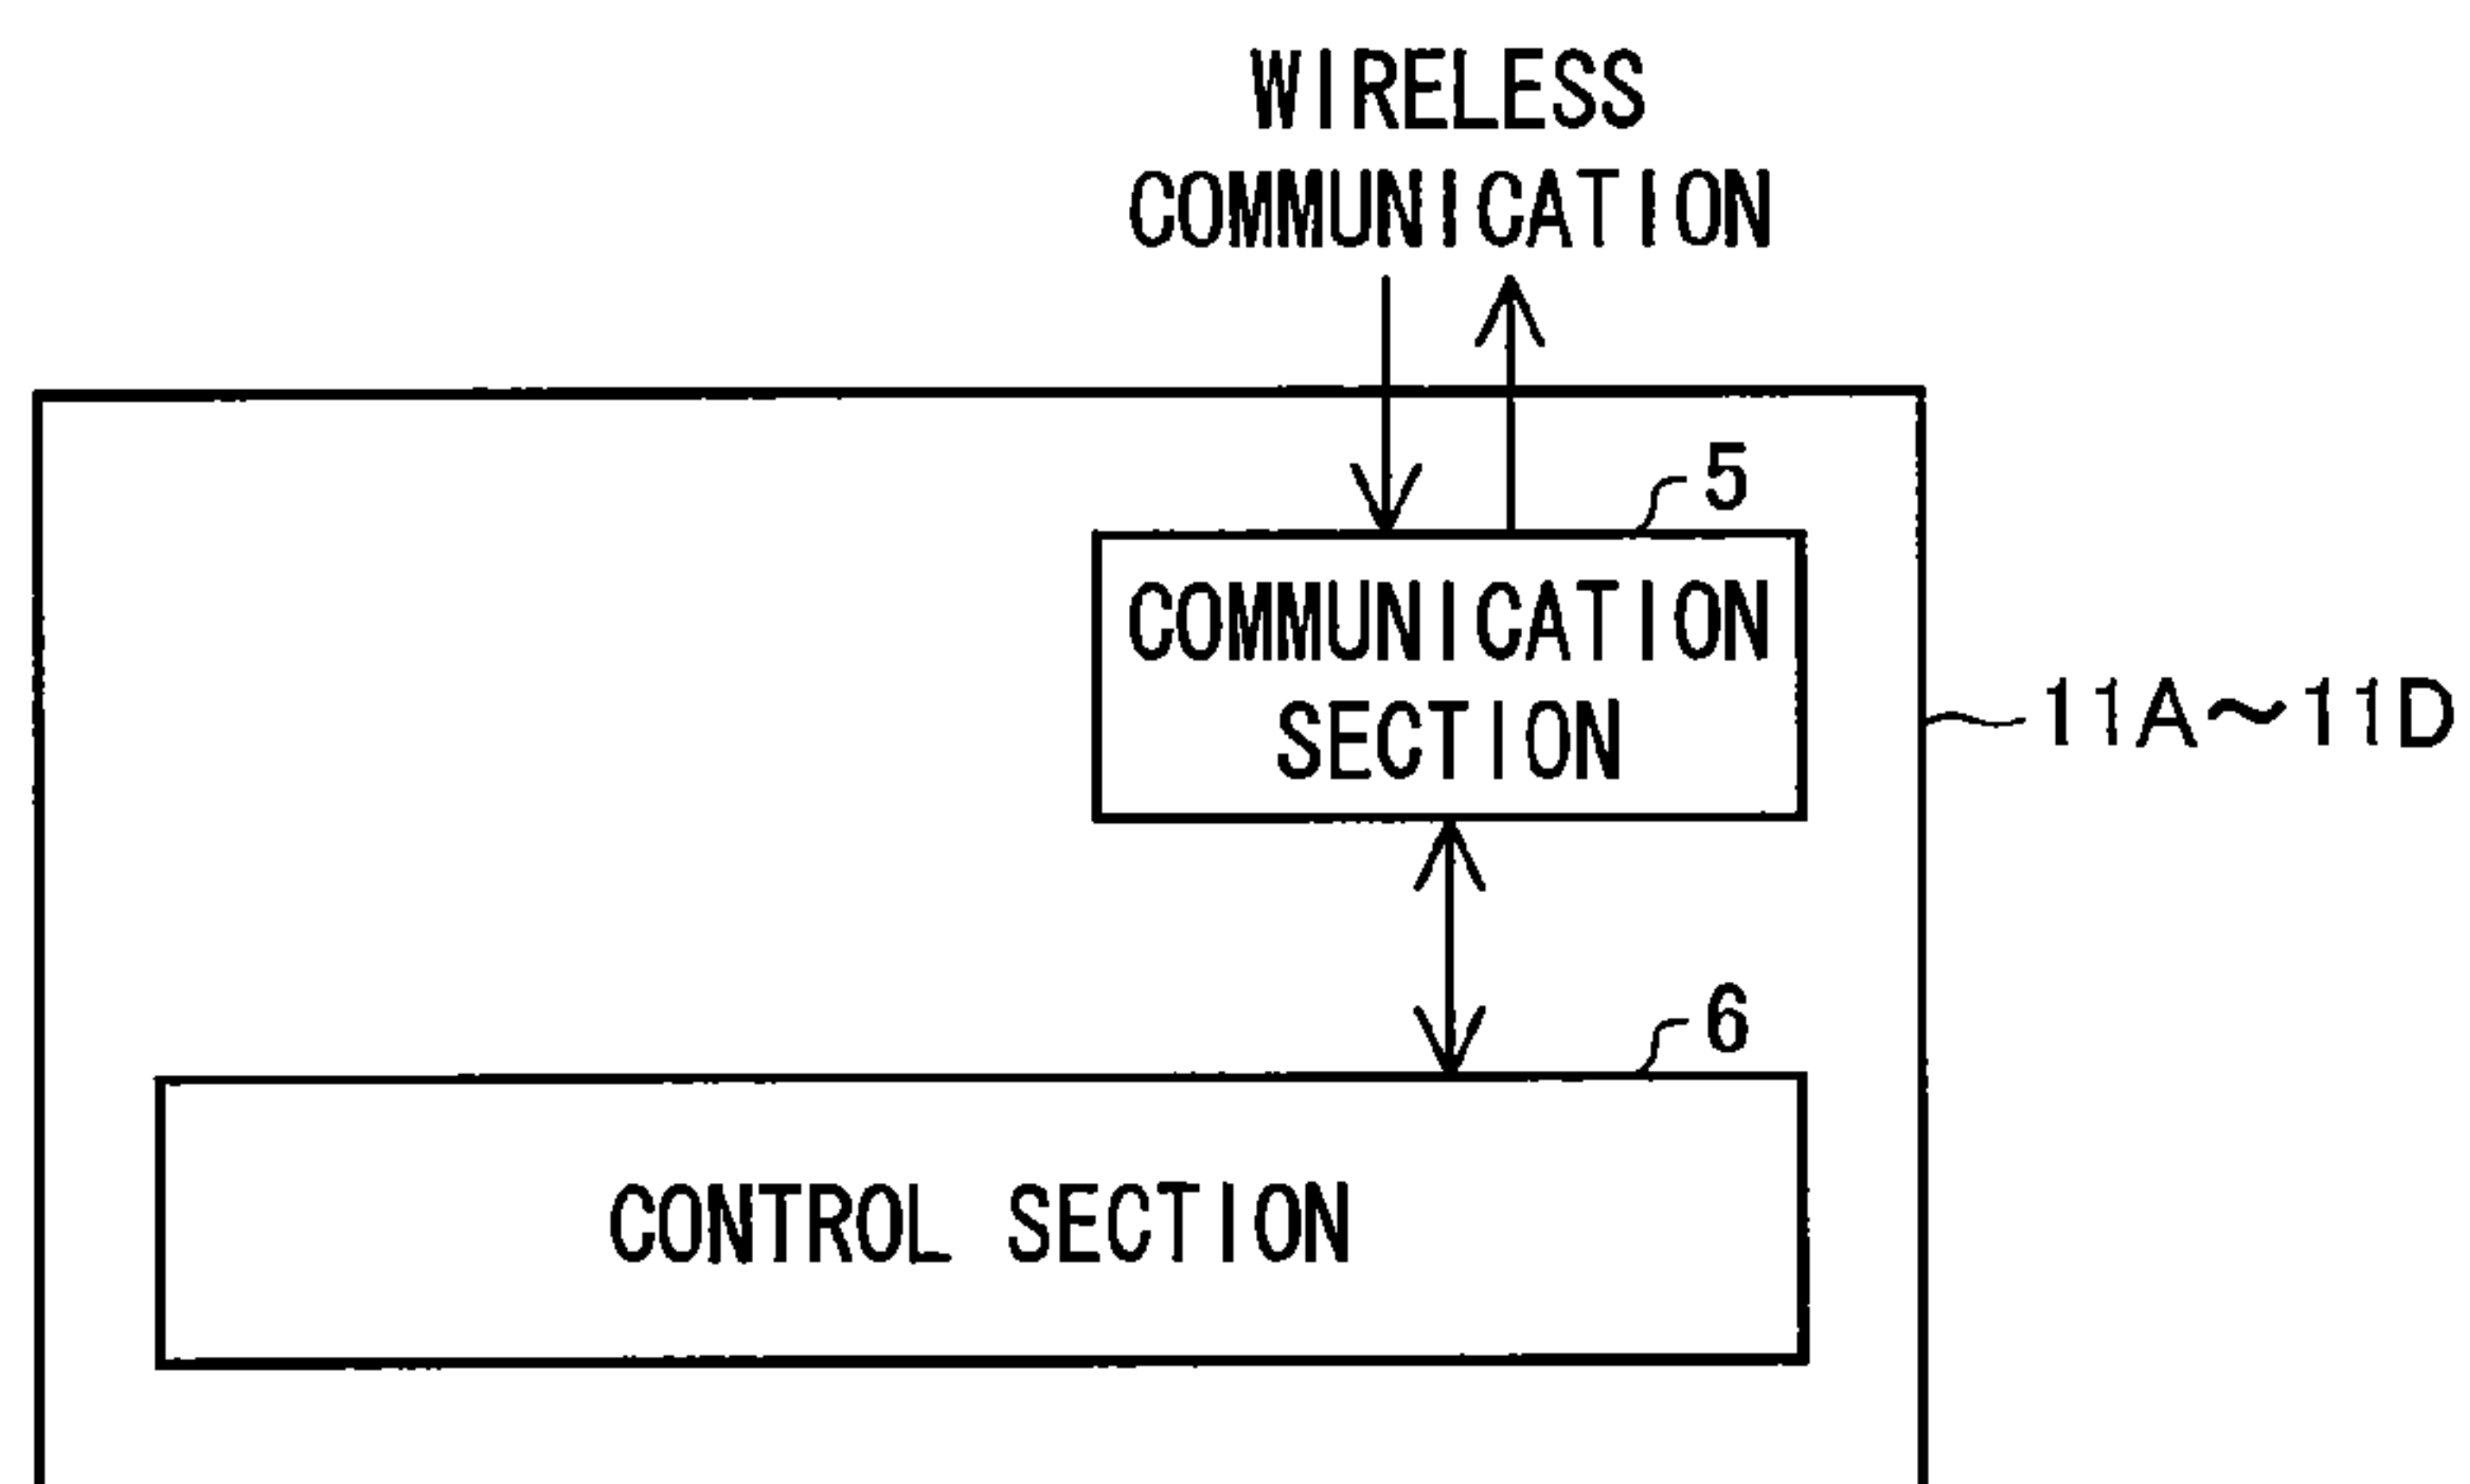 WIRELESS
COMMUNICATION
5
COMMUNICATION
SECTION
11A～11D
6
CONTROL SECTION